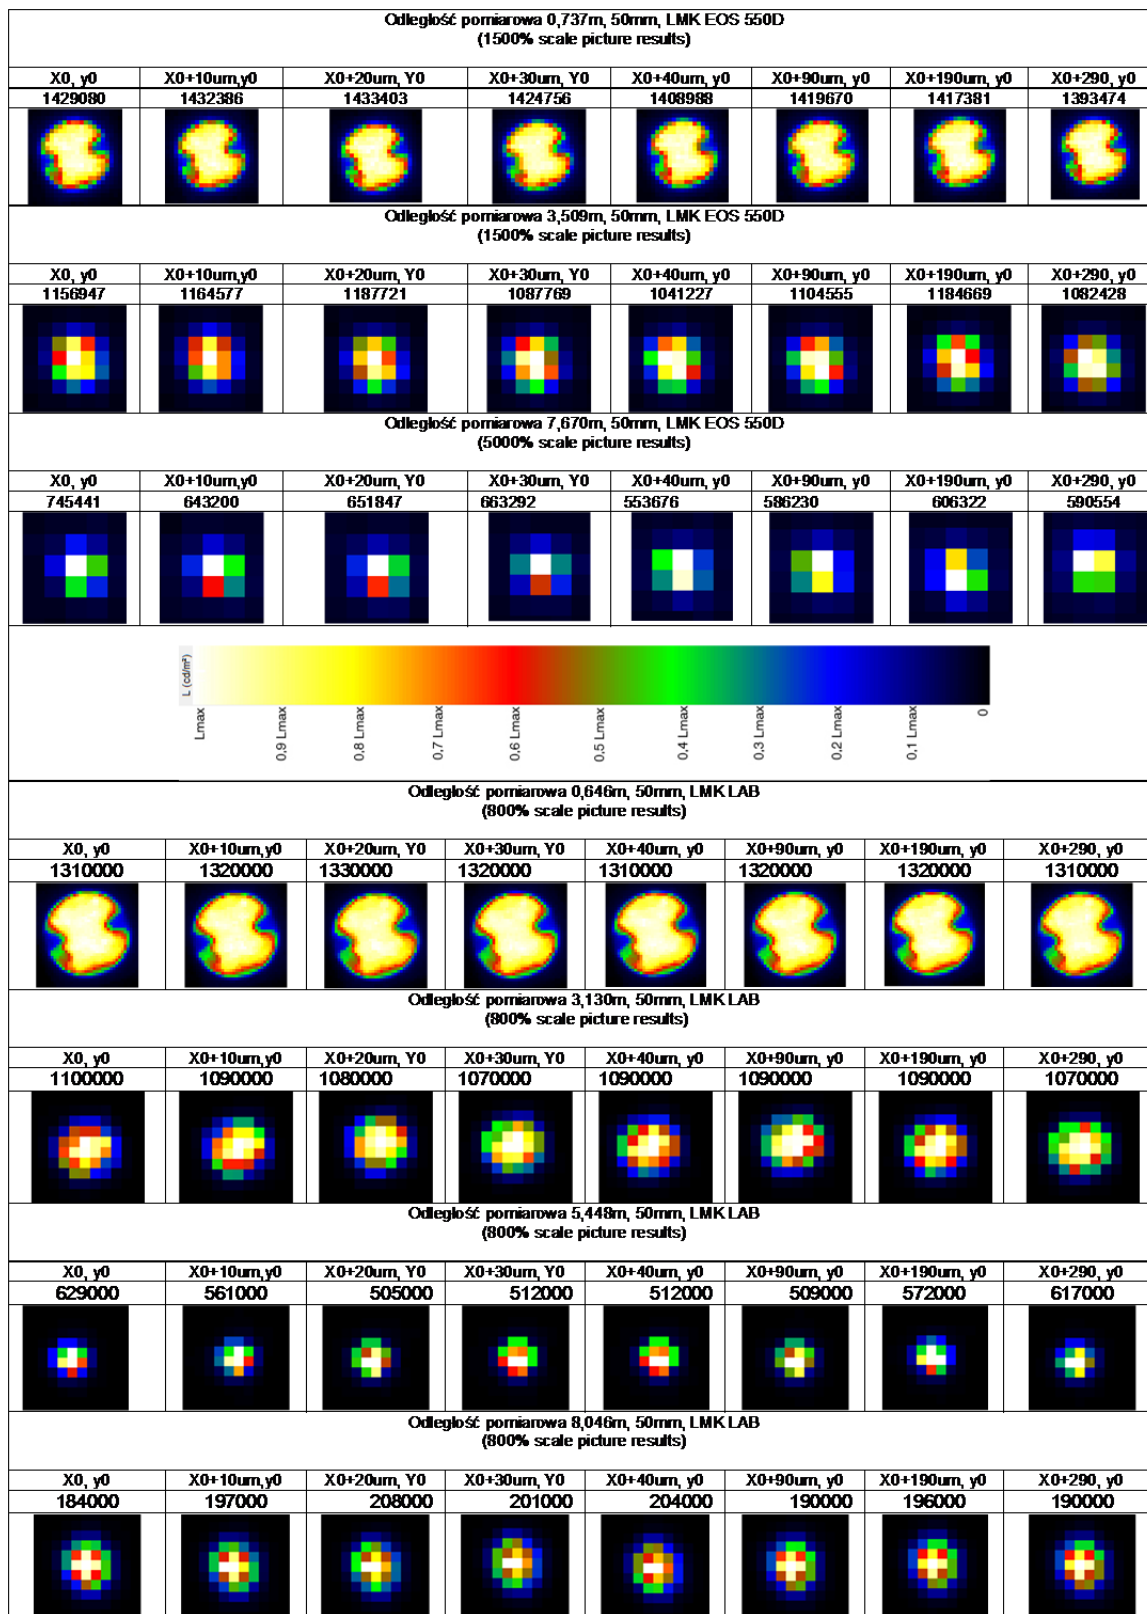 Odległość pomiarowa 0,737m, 50mm, LMK EOS 550D
(1500% scale picture results)
X0, y0 X0+10um,y0 X0+20um, Y0 X0+30um, Y0 X0+40um, y0 X0+90um, y0 X0+190um, y0 X0+290, y0
1429080 1432386 1433403 1424756 1408988 1419670 1417381 1393474
Odległość pomiarowa 3,509m, 50mm, LMK EOS 550D
(1500% scale picture results)
X0, y0 X0+10um,y0 X0+20um, Y0 X0+30um, Y0 X0+40um, y0 X0+90um, y0 X0+190um, y0 X0+290, y0
1156947 1164577 1187721 1087769 1041227 1104555 1184669 1082428
Odległość pomiarowa 7,670m, 50mm, LMK EOS 550D
(5000% scale picture results)
X0, y0 X0+10um,y0 X0+20um, Y0 X0+30um, Y0 X0+40um, y0 X0+90um, y0 X0+190um, y0 X0+290, y0
745441 643200 651847 663292 553676 586230 606322 590554
L (cd/m²)
Lmax 0,9 Lmax 0,8 Lmax 0,7 Lmax 0,6 Lmax 0,5 Lmax 0,4 Lmax 0,3 Lmax 0,2 Lmax 0,1 Lmax 0
Odległość pomiarowa 0,646m, 50mm, LMK LAB
(800% scale picture results)
X0, y0 X0+10um,y0 X0+20um, Y0 X0+30um, Y0 X0+40um, y0 X0+90um, y0 X0+190um, y0 X0+290, y0
1310000 1320000 1330000 1320000 1310000 1320000 1320000 1310000
Odległość pomiarowa 3,130m, 50mm, LMK LAB
(800% scale picture results)
X0, y0 X0+10um,y0 X0+20um, Y0 X0+30um, Y0 X0+40um, y0 X0+90um, y0 X0+190um, y0 X0+290, y0
1100000 1090000 1080000 1070000 1090000 1090000 1090000 1070000
Odległość pomiarowa 5,448m, 50mm, LMK LAB
(800% scale picture results)
X0, y0 X0+10um,y0 X0+20um, Y0 X0+30um, Y0 X0+40um, y0 X0+90um, y0 X0+190um, y0 X0+290, y0
629000 561000 505000 512000 512000 509000 572000 617000
Odległość pomiarowa 8,046m, 50mm, LMK LAB
(800% scale picture results)
X0, y0 X0+10um,y0 X0+20um, Y0 X0+30um, Y0 X0+40um, y0 X0+90um, y0 X0+190um, y0 X0+290, y0
184000 197000 208000 201000 204000 190000 196000 190000